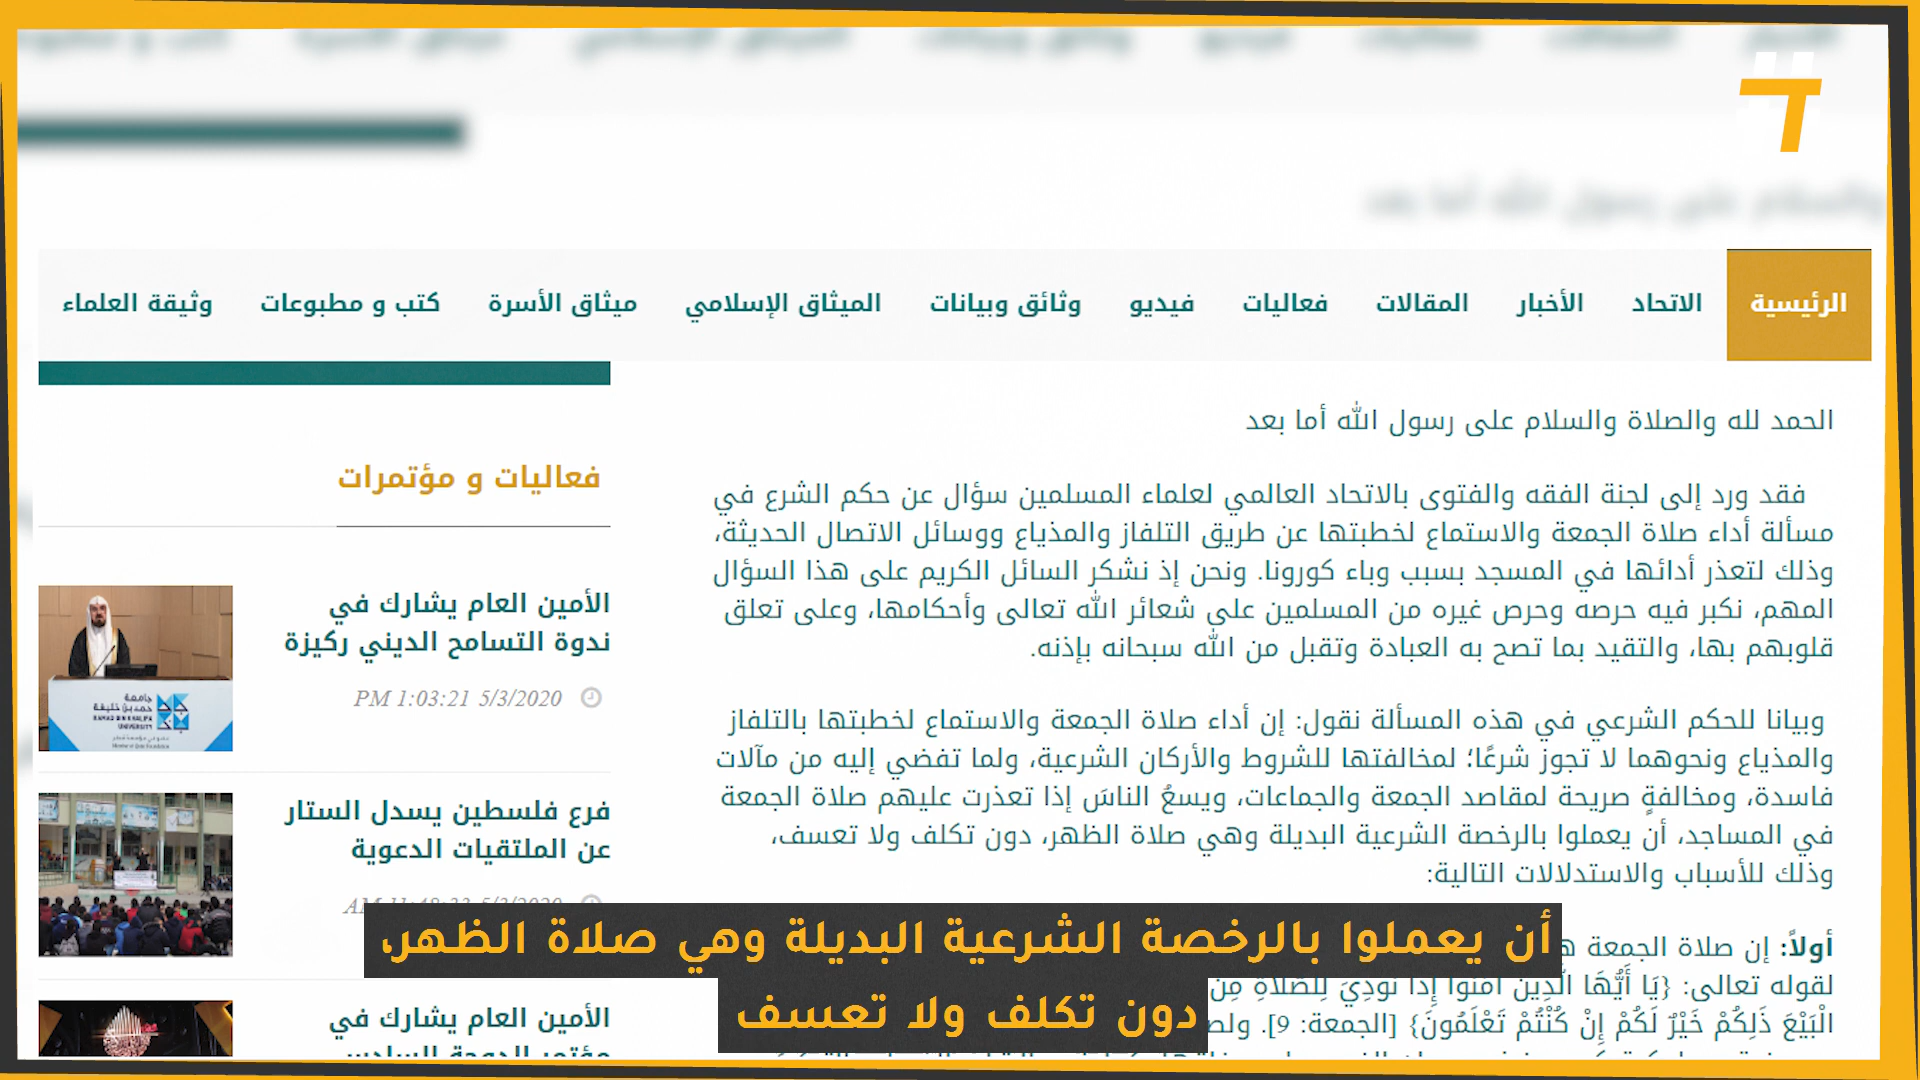 الرئيسية الاتحاد الأخبار المقالات فعاليات فيديو وثائق وبيانات الميثاق الإسلامي ميثاق الأسرة كتب و مطبوعات وثيقة العلماء
الحمد لله والصلاة والسلام على رسول الله أما بعد
فقد ورد إلى لجنة الفقه والفتوى بالاتحاد العالمي لعلماء المسلمين سؤال عن حكم الشرع في
مسألة أداء صلاة الجمعة والاستماع لخطبتها عن طريق التلفاز والمذياع ووسائل الاتصال الحديثة،
وذلك لتعذر أدائها في المسجد بسبب وباء كورونا. ونحن إذ نشكر السائل الكريم على هذا السؤال
المهم، نكبر فيه حرصه وحرص غيره من المسلمين على شعائر الله تعالى وأحكامها، وعلى تعلق
قلوبهم بها، والتقيد بما تصح به العبادة وتقبل من الله سبحانه بإذنه.
وبيانا للحكم الشرعي في هذه المسألة نقول: إن أداء صلاة الجمعة والاستماع لخطبتها بالتلفاز
والمذياع ونحوهما لا تجوز شرعًا؛ لمخالفتها للشروط والأركان الشرعية، ولما تفضي إليه من مآلات
فاسدة، ومخالفةٍ صريحة لمقاصد الجمعة والجماعات، ويسعُ الناسَ إذا تعذرت عليهم صلاة الجمعة
في المساجد، أن يعملوا بالرخصة الشرعية البديلة وهي صلاة الظهر، دون تكلف ولا تعسف،
وذلك للأسباب والاستدلالات التالية:
أولاً: إن صلاة الجمعة
لقوله تعالى: {يَا أَيُّهَا الَّذِينَ آمَنُوا إِذَا نُودِيَ لِلصَّلَاةِ مِن
الْبَيْعَ ذَلِكُمْ خَيْرٌ لَكُمْ إِنْ كُنْتُمْ تَعْلَمُونَ} [الجمعة: 9].
فعاليات و مؤتمرات
الأمين العام يشارك في
ندوة التسامح الديني ركيزة
5/3/2020 1:03:21 PM
جامعة
حمد بن خليفة
HAMAD BIN KHALIFA
UNIVERSITY
فرع فلسطين يسدل الستار
عن الملتقيات الدعوية
الأمين العام يشارك في
أن يعملوا بالرخصة الشرعية البديلة وهي صلاة الظهر،
دون تكلف ولا تعسف